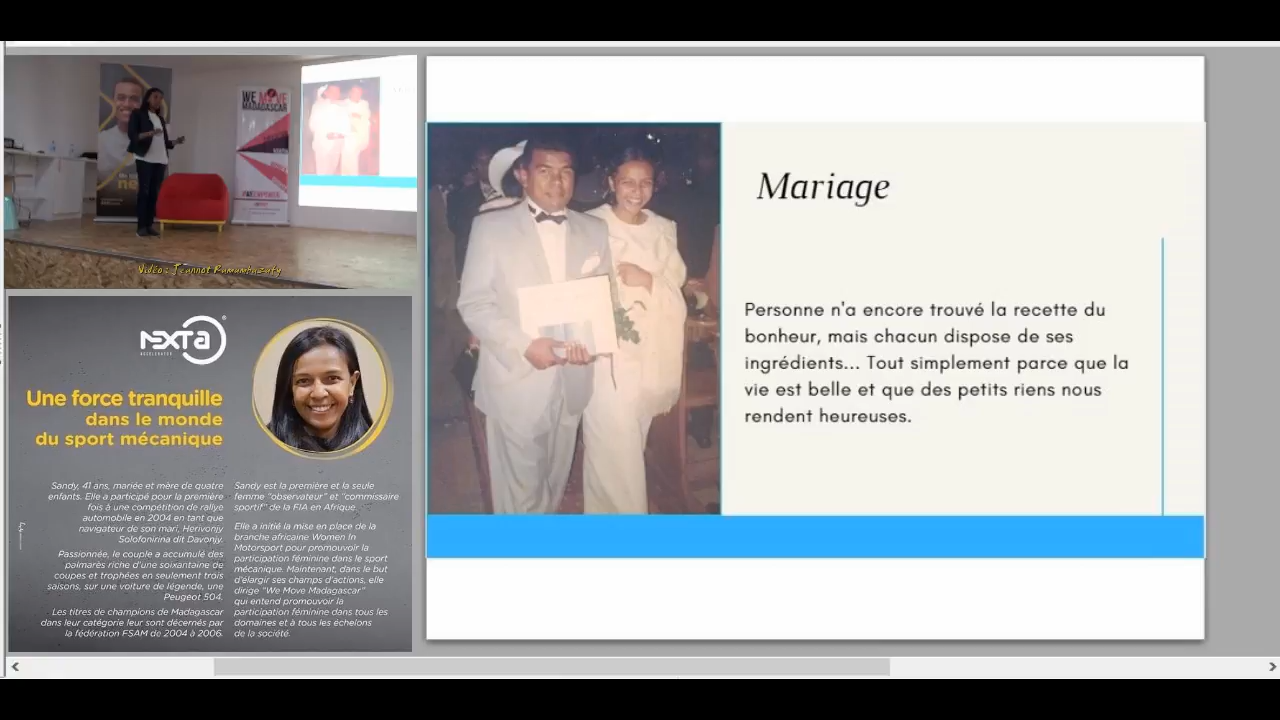 WE MOVE
MADAGASCAR
Vidéo : Jeannot Ramambazafy
NEXTA
ACCELERATOR
Une force tranquille
dans le monde
du sport mécanique
Sandy, 41 ans, mariée et mère de quatre
enfants. Elle a participé pour la première
fois à une compétition de rallye
automobile en 2004 en tant que
navigateur de son mari, Herivonjy
Solofonirina dit Davonjy.
Passionnée, le couple a accumulé des
palmarès riche d'une soixantaine de
coupes et trophées en seulement trois
saisons, sur une voiture de légende, une
Peugeot 504.
Les titres de champions de Madagascar
dans leur catégorie leur sont décernés par
la fédération FSAM de 2004 à 2006.
Sandy est la première et la seule
femme "observateur" et "commissaire
sportif" de la FIA en Afrique.
Elle a initié la mise en place de la
branche africaine Women In
Motorsport pour promouvoir la
participation féminine dans le sport
mécanique. Maintenant, dans le but
d'élargir ses champs d'actions, elle
dirige "We Move Madagascar"
qui entend promouvoir la
participation féminine dans tous les
domaines et à tous les échelons
de la société.
Mariage
Personne n'a encore trouvé la recette du
bonheur, mais chacun dispose de ses
ingrédients... Tout simplement parce que la
vie est belle et que des petits riens nous
rendent heureuses.